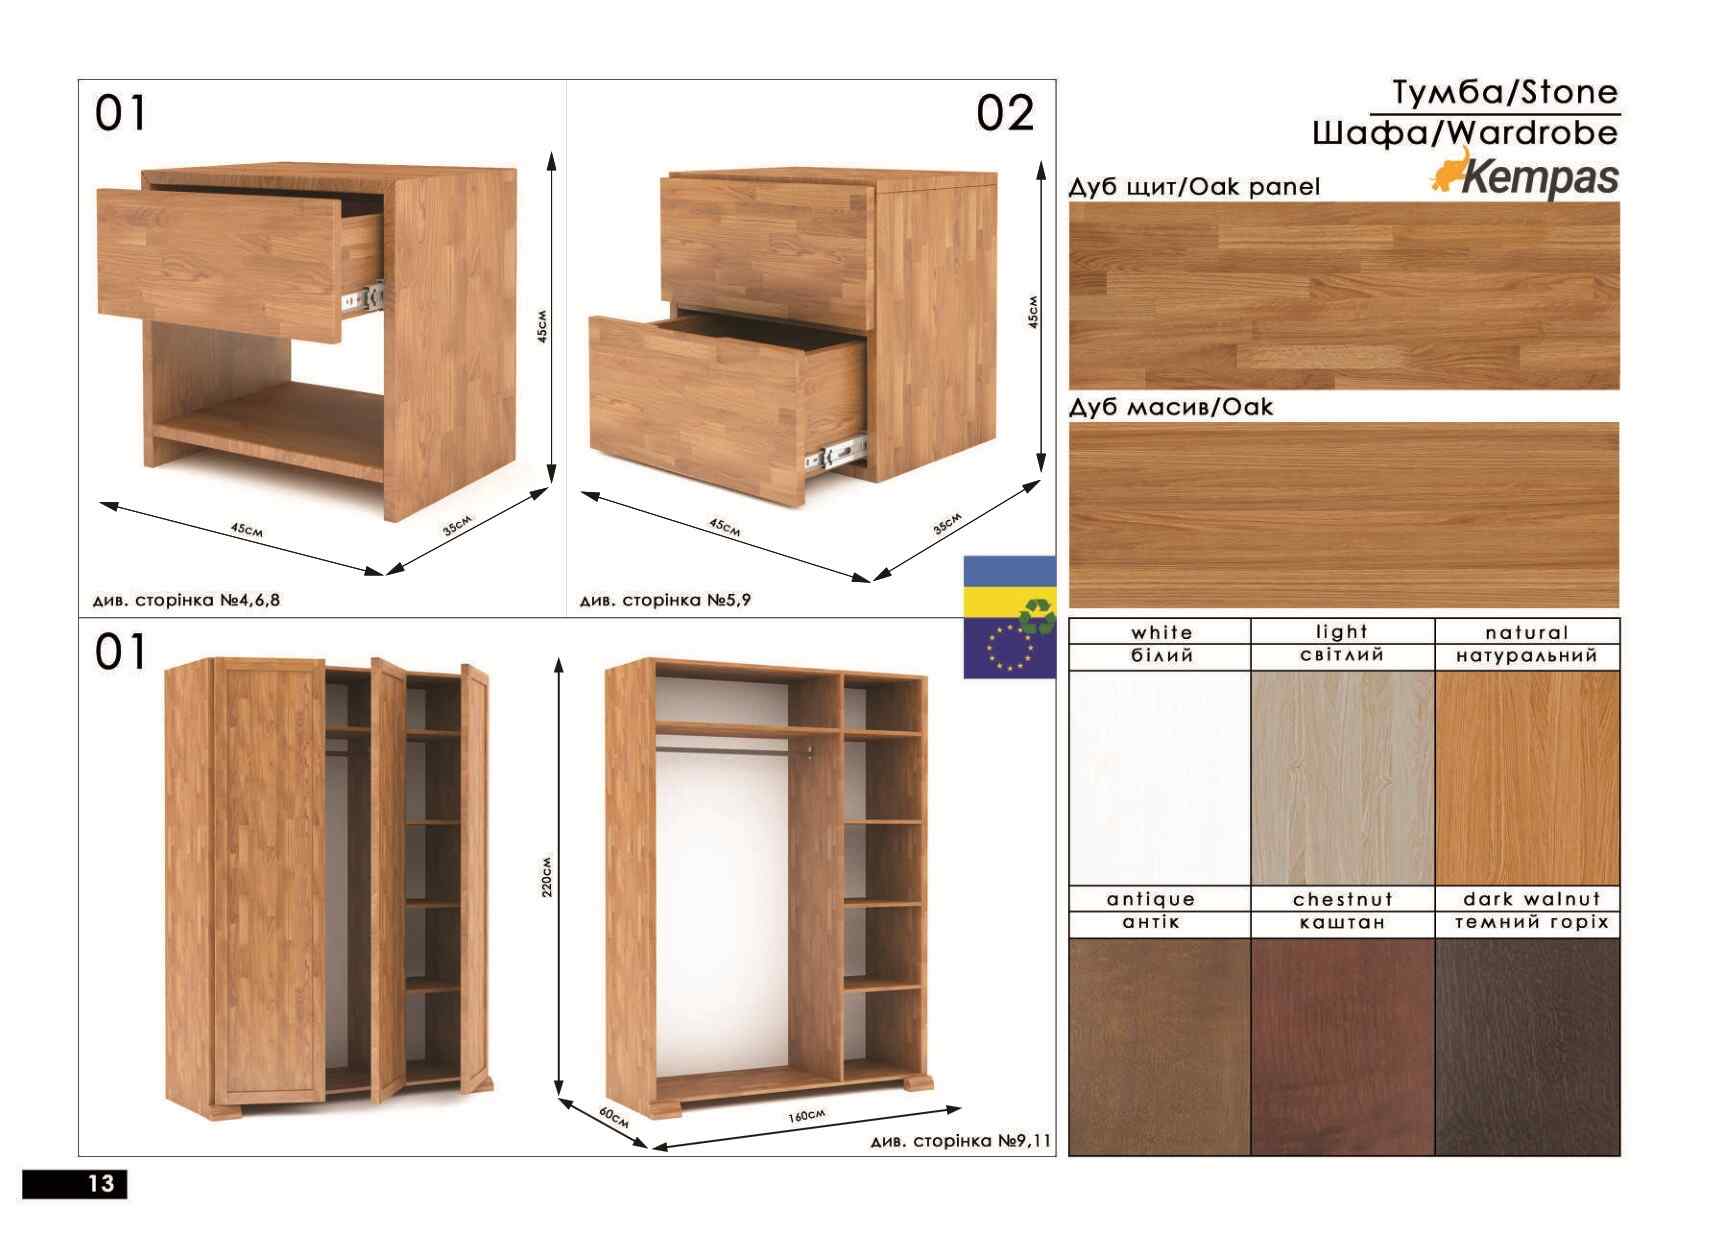 01
02
45см
45см
35см
див. сторінка №4,6,8
45см
45см
35см
див. сторінка №5,9
01
220см
60см
160см
див. сторінка №9,11
Тумба/Stone
Шафа/Wardrobe
Kempas
Дуб щит/Oak panel
Дуб масив/Oak
white
light
natural
білий
світлий
натуральний
antique
chestnut
dark walnut
антік
каштан
темний горіх
13